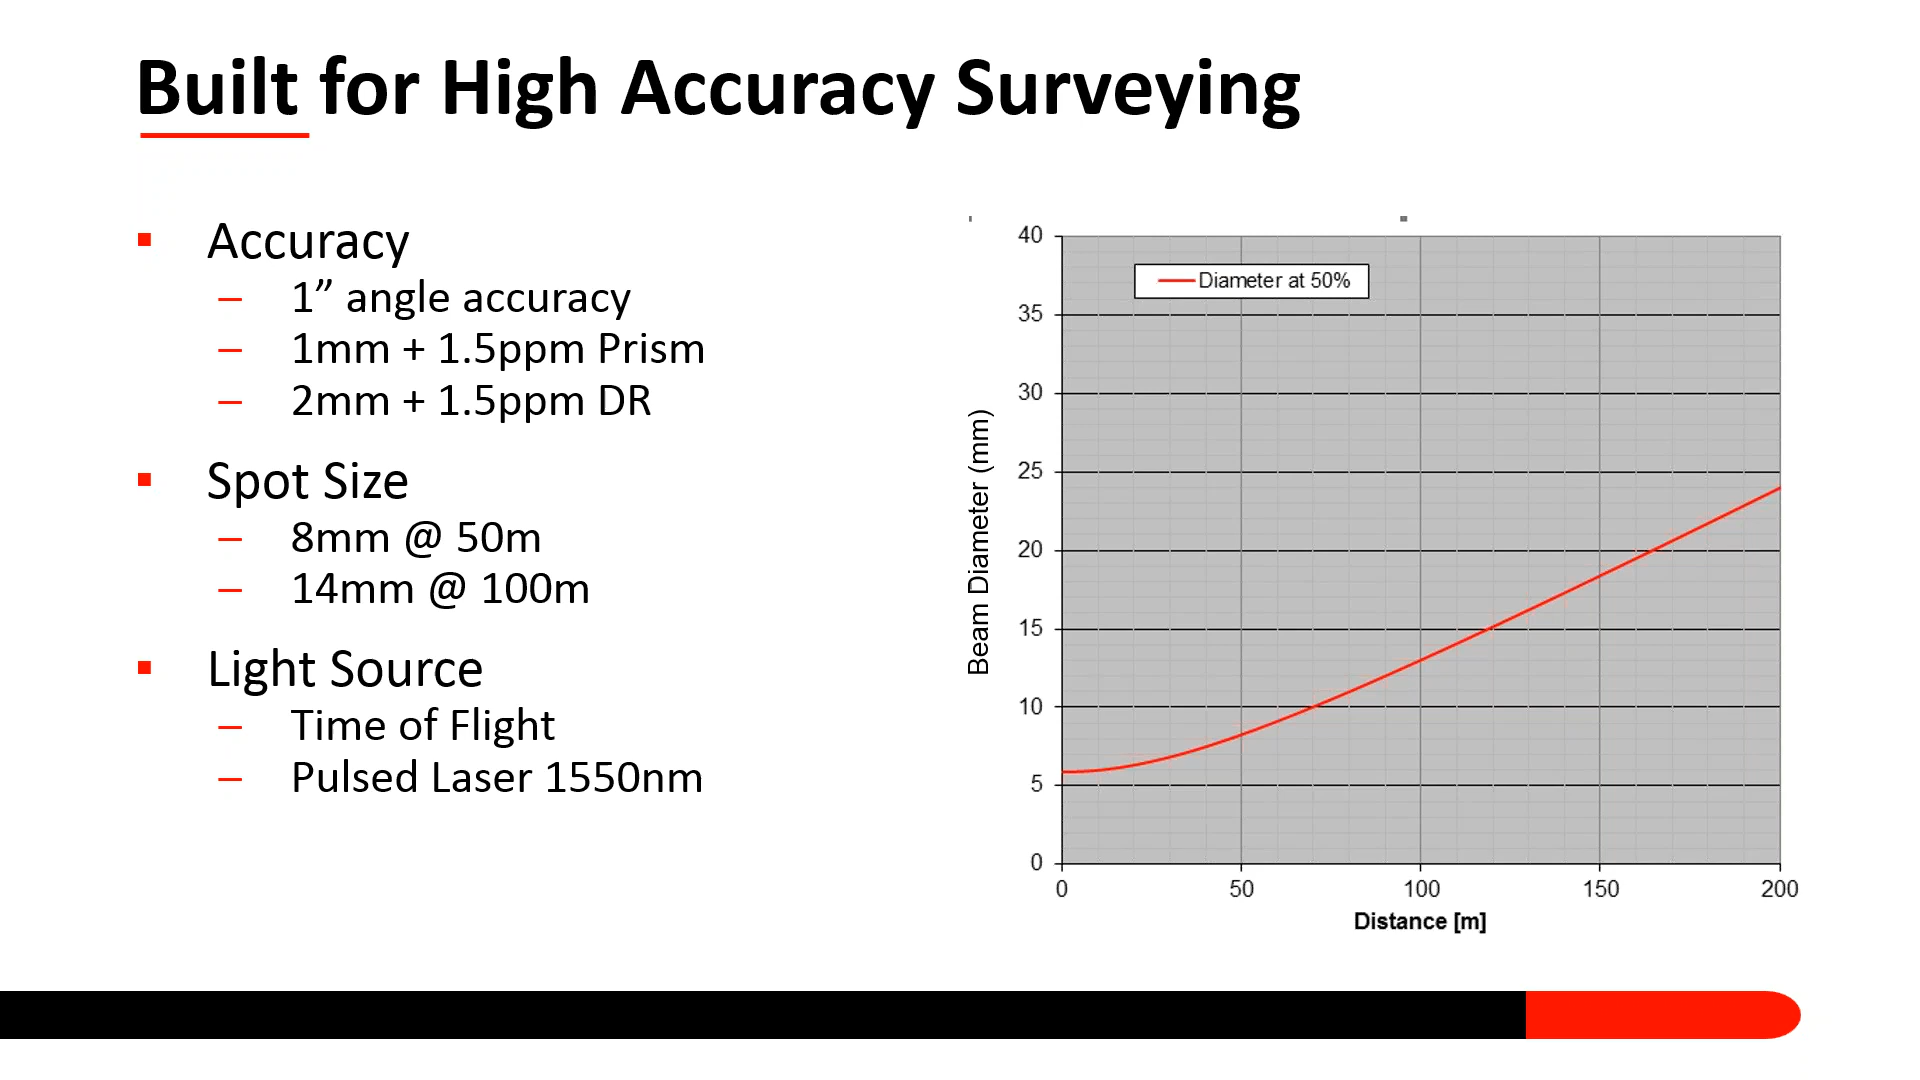 Built for High Accuracy Surveying
▪ Accuracy
– 1” angle accuracy
– 1mm + 1.5ppm Prism
– 2mm + 1.5ppm DR
▪ Spot Size
– 8mm @ 50m
– 14mm @ 100m
▪ Light Source
– Time of Flight
– Pulsed Laser 1550nm
Beam Diameter (mm)
40
35
30
25
20
15
10
5
0
Diameter at 50%
0 50 100 150 200
Distance [m]